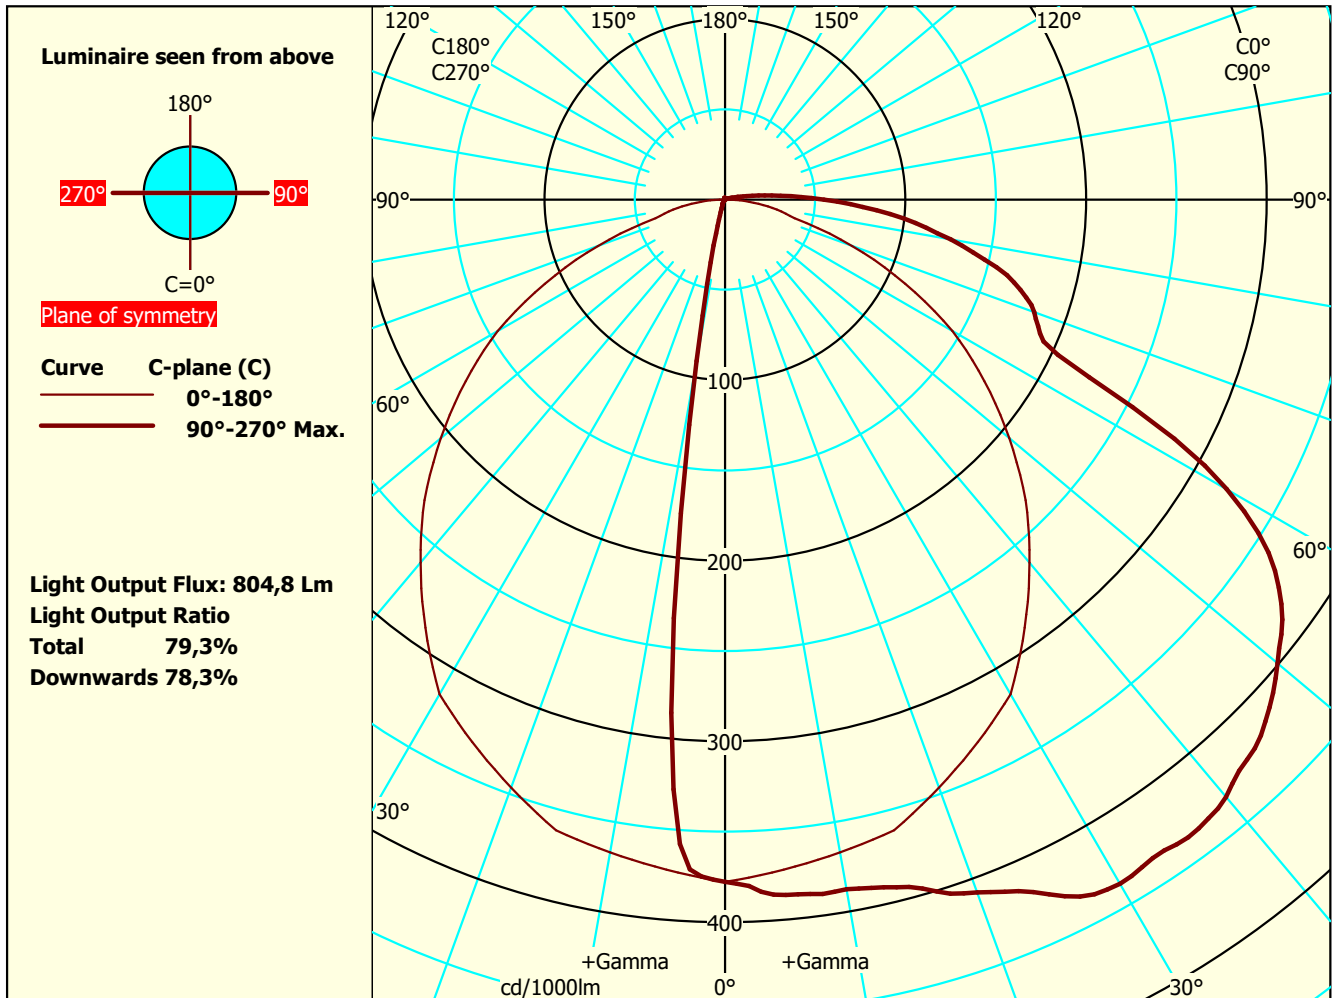 Luminaire seen from above
180°
270°
90°
C=0°
Plane of symmetry
Curve C-plane (C)
0°-180°
90°-270° Max.
Light Output Flux: 804,8 Lm
Light Output Ratio
Total 79,3%
Downwards 78,3%
120° 150° 180° 150° 120°
C180° C0°
C270° C90°
90° 90°
100
60°
200
60°
300
30°
400
+Gamma +Gamma
cd/1000lm 0° 30°